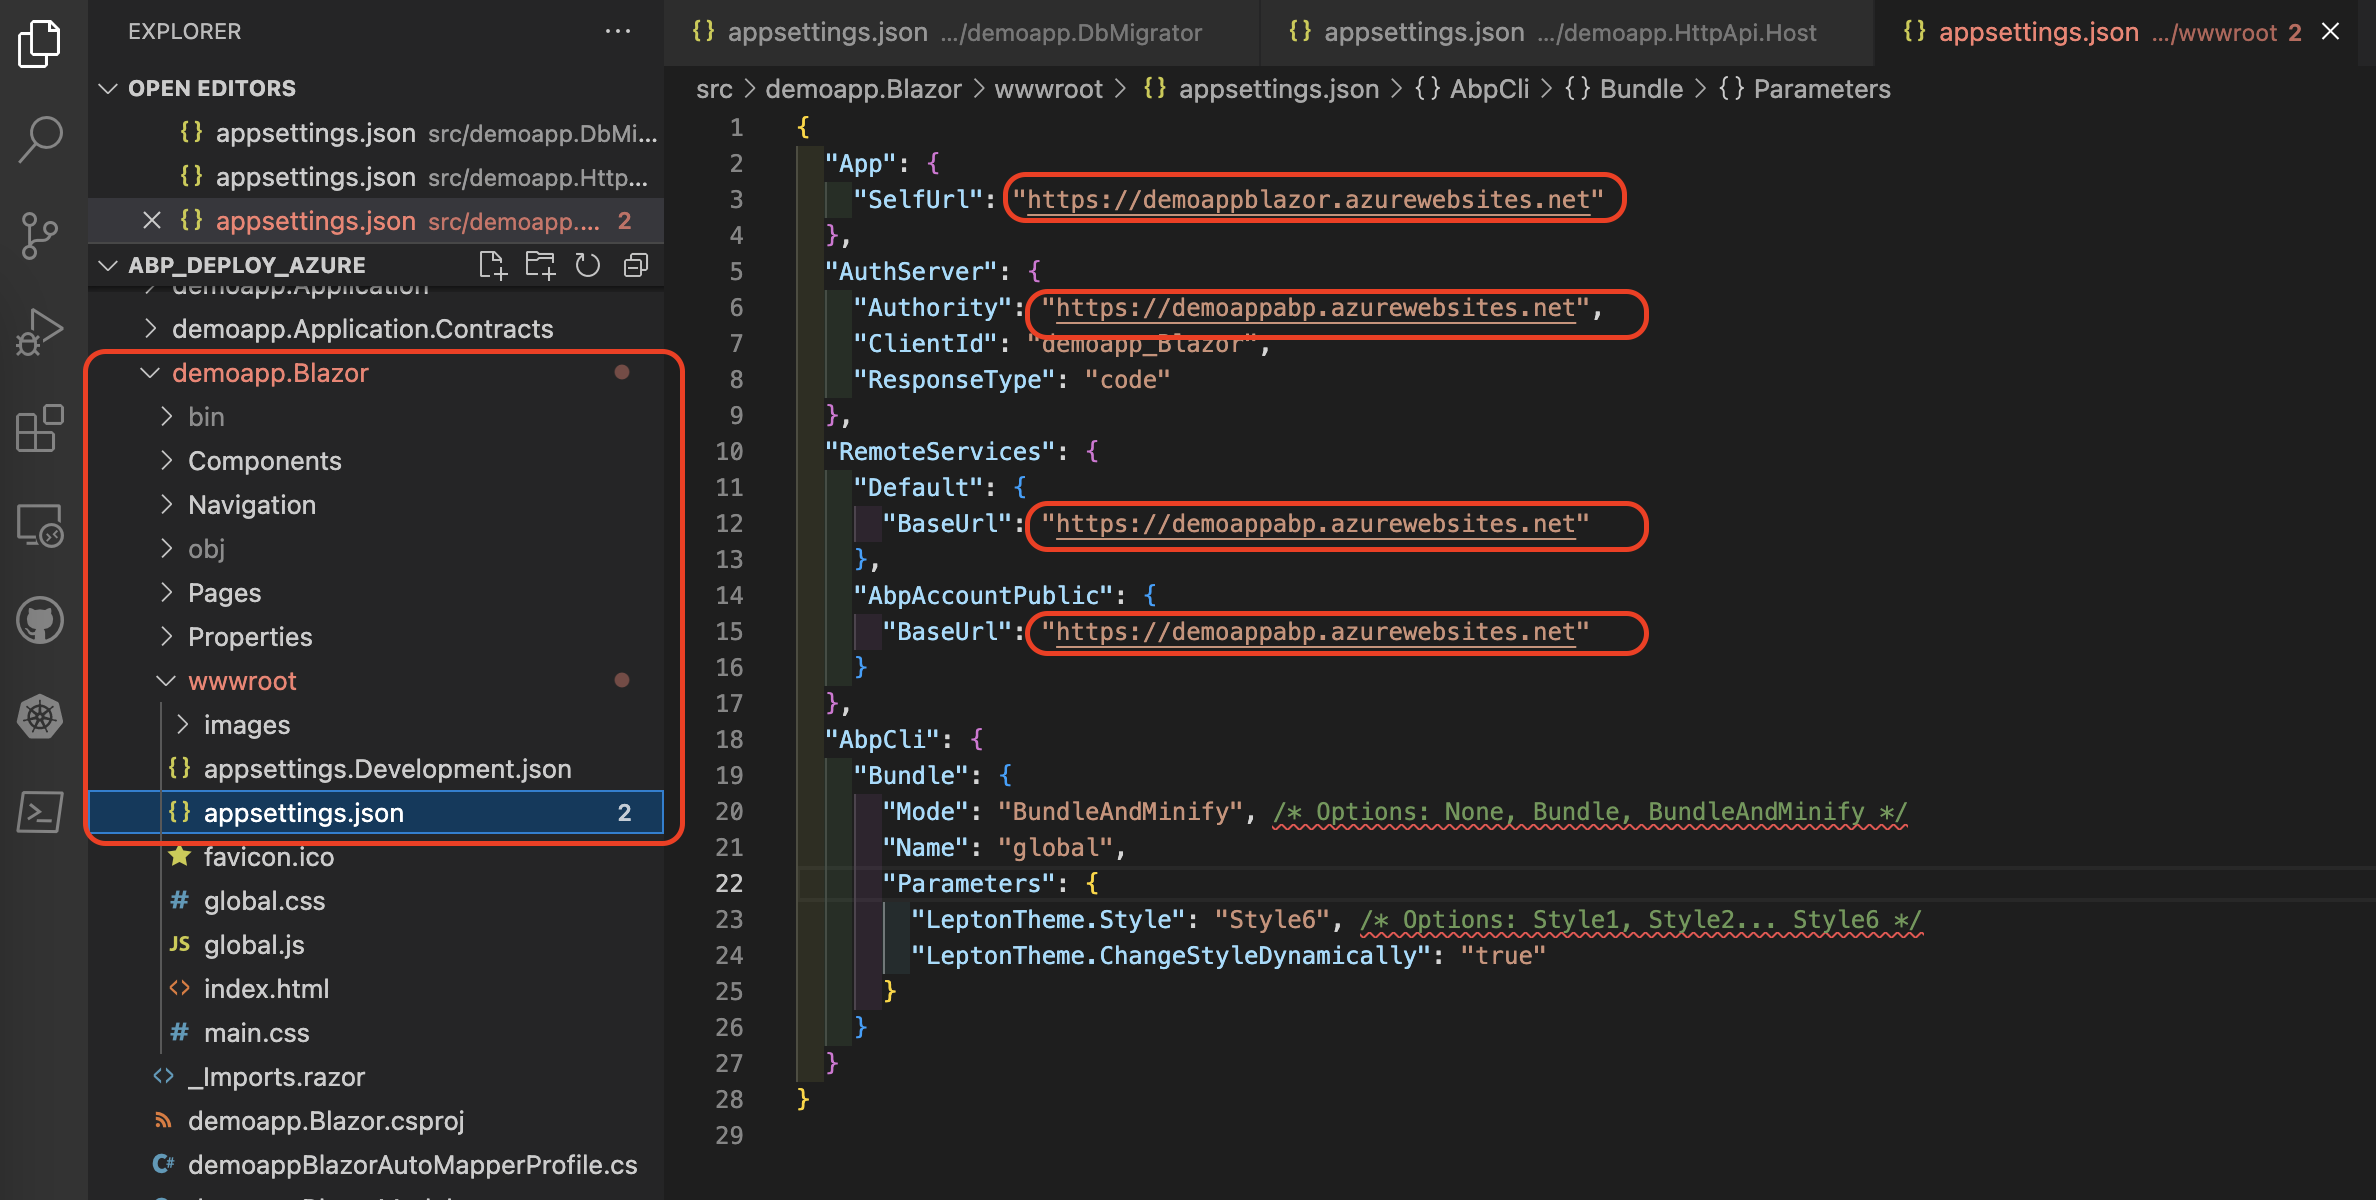 EXPLORER
OPEN EDITORS
appsettings.json src/demoapp.DbMi...
appsettings.json src/demoapp.Http...
appsettings.json src/demoapp.... 2
ABP_DEPLOY_AZURE
demoapp.Application
demoapp.Application.Contracts
demoapp.Blazor
bin
Components
Navigation
obj
Pages
Properties
wwwroot
images
{} appsettings.Development.json
{} appsettings.json 2
favicon.ico
# global.css
JS global.js
<> index.html
# main.css
<> _Imports.razor
demoapp.Blazor.csproj
C# demoappBlazorAutoMapperProfile.cs
{} appsettings.json .../demoapp.DbMigrator
{} appsettings.json .../demoapp.HttpApi.Host
{} appsettings.json .../wwwroot 2
src > demoapp.Blazor > wwwroot > {} appsettings.json > {} AbpCli > {} Bundle > {} Parameters
1 {
2 "App": {
3 "SelfUrl": "https://demoappblazor.azurewebsites.net"
4 },
5 "AuthServer": {
6 "Authority": "https://demoappabp.azurewebsites.net",
7 "ClientId": "demoapp_Blazor",
8 "ResponseType": "code"
9 },
10 "RemoteServices": {
11 "Default": {
12 "BaseUrl": "https://demoappabp.azurewebsites.net"
13 },
14 "AbpAccountPublic": {
15 "BaseUrl": "https://demoappabp.azurewebsites.net"
16 }
17 },
18 "AbpCli": {
19 "Bundle": {
20 "Mode": "BundleAndMinify", /* Options: None, Bundle, BundleAndMinify */
21 "Name": "global",
22 "Parameters": {
23 "LeptonTheme.Style": "Style6", /* Options: Style1, Style2... Style6 */
24 "LeptonTheme.ChangeStyleDynamically": "true"
25 }
26 }
27 }
28 }
29